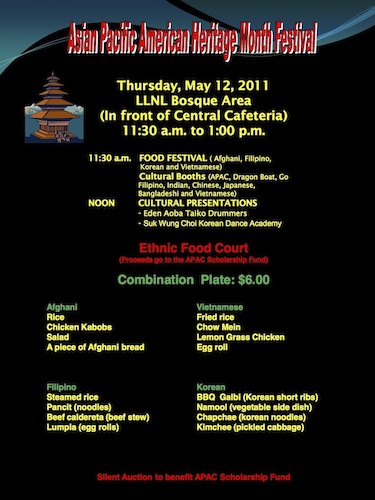 Asian Pacific American Heritage Month Festival
Thursday, May 12, 2011
LLNL Bosque Area
(In front of Central Cafeteria)
11:30 a.m. to 1:00 p.m.
11:30 a.m. FOOD FESTIVAL ( Afghani, Filipino,
Korean and Vietnamese)
Cultural Booths (APAC, Dragon Boat, Go
Filipino, Indian, Chinese, Japanese,
Bangladeshi and Vietnamese)
NOON CULTURAL PRESENTATIONS
- Eden Aoba Taiko Drummers
- Suk Wung Choi Korean Dance Academy
Ethnic Food Court
(Proceeds go to the APAC Scholarship Fund)
Combination Plate: $6.00
Afghani
Rice
Chicken Kabobs
Salad
A piece of Afghani bread
Vietnamese
Fried rice
Chow Mein
Lemon Grass Chicken
Egg roll
Filipino
Steamed rice
Pancit (noodles)
Beef caldereta (beef stew)
Lumpia (egg rolls)
Korean
BBQ Galbi (Korean short ribs)
Namool (vegetable side dish)
Chapchae (korean noodles)
Kimchee (pickled cabbage)
Silent Auction to benefit APAC Scholarship Fund